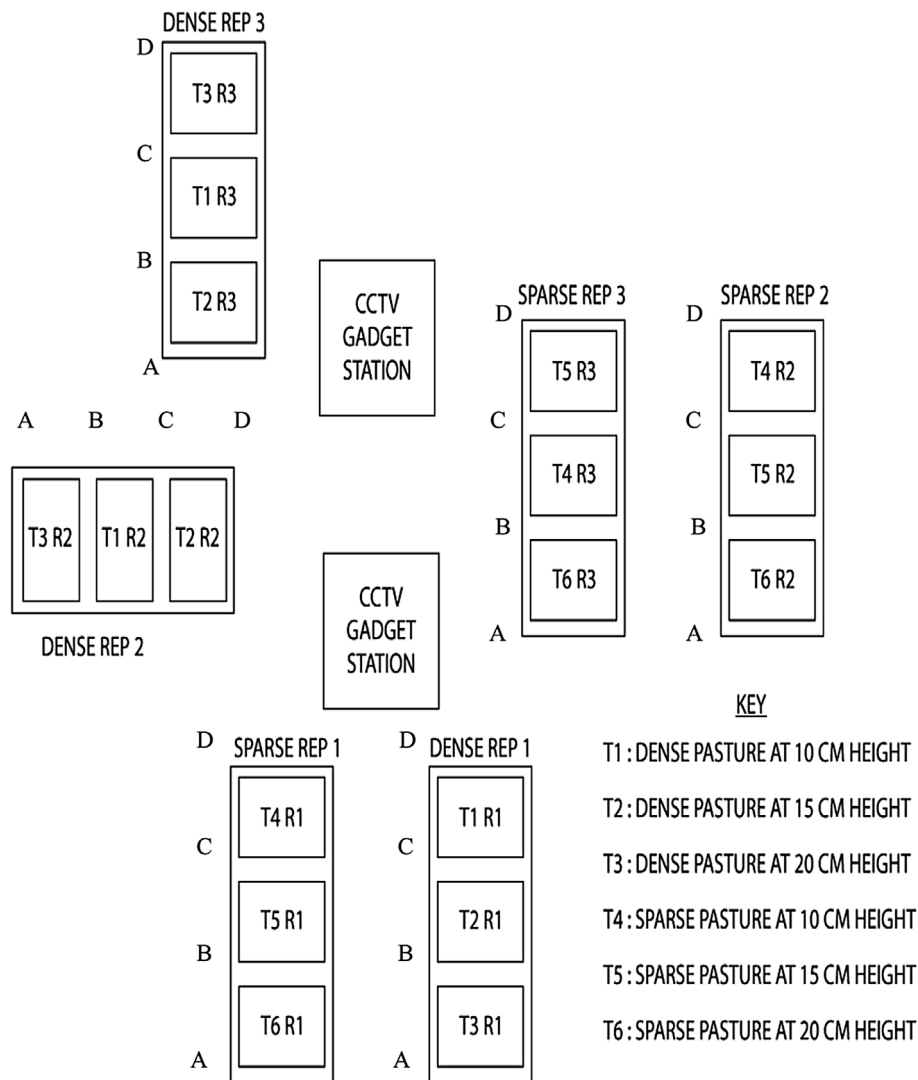 DENSE REP 3
D
T3 R3
C
T1 R3
B
T2 R3
A
CCTV
GADGET
STATION
SPARSE REP 3
D
T5 R3
C
T4 R3
B
T6 R3
A
SPARSE REP 2
D
T4 R2
C
T5 R2
B
T6 R2
A
A B C D
T3 R2 T1 R2 T2 R2
DENSE REP 2
CCTV
GADGET
STATION
D SPARSE REP 1
T4 R1
C
T5 R1
B
T6 R1
A
D DENSE REP 1
T1 R1
C
T2 R1
B
T3 R1
A
KEY
T1 : DENSE PASTURE AT 10 CM HEIGHT
T2 : DENSE PASTURE AT 15 CM HEIGHT
T3 : DENSE PASTURE AT 20 CM HEIGHT
T4 : SPARSE PASTURE AT 10 CM HEIGHT
T5 : SPARSE PASTURE AT 15 CM HEIGHT
T6 : SPARSE PASTURE AT 20 CM HEIGHT